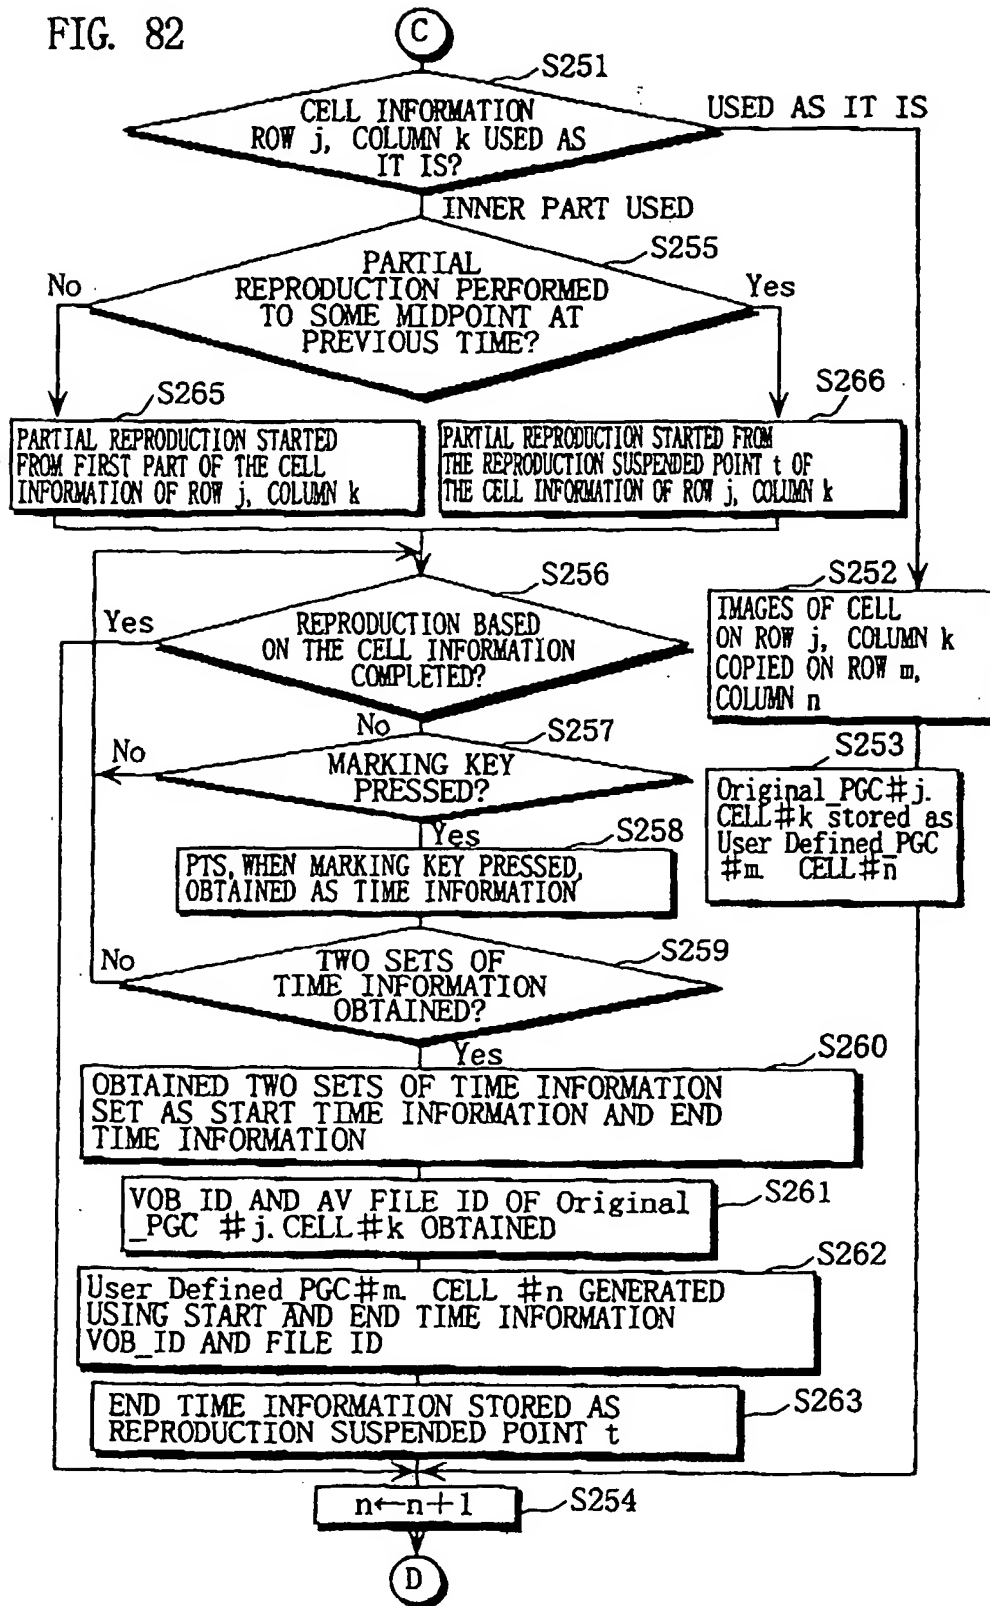 FIG. 82
C
S251
CELL INFORMATION
ROW j, COLUMN k USED AS
IT IS?
USED AS IT IS
INNER PART USED
S255
PARTIAL
REPRODUCTION PERFORMED
TO SOME MIDPOINT AT
PREVIOUS TIME?
No
Yes
S265
PARTIAL REPRODUCTION STARTED
FROM FIRST PART OF THE CELL
INFORMATION OF ROW j, COLUMN k
S266
PARTIAL REPRODUCTION STARTED FROM
THE REPRODUCTION SUSPENDED POINT t OF
THE CELL INFORMATION OF ROW j, COLUMN k
S256
Yes
REPRODUCTION BASED
ON THE CELL INFORMATION
COMPLETED?
No
S252
IMAGES OF CELL
ON ROW j, COLUMN k
COPIED ON ROW m,
COLUMN n
S257
No
MARKING KEY
PRESSED?
Yes
S253
Original_PGC#j.
CELL#k stored as
User Defined_PGC
#m. CELL#n
S258
PTS, WHEN MARKING KEY PRESSED,
OBTAINED AS TIME INFORMATION
S259
No
TWO SETS OF
TIME INFORMATION
OBTAINED?
Yes
S260
OBTAINED TWO SETS OF TIME INFORMATION
SET AS START TIME INFORMATION AND END
TIME INFORMATION
S261
VOB_ID AND AV FILE ID OF Original
_PGC #j. CELL#k OBTAINED
S262
User Defined_PGC#m. CELL #n GENERATED
USING START AND END TIME INFORMATION
VOB_ID AND FILE ID
S263
END TIME INFORMATION STORED AS
REPRODUCTION SUSPENDED POINT t
S254
n←n+1
D